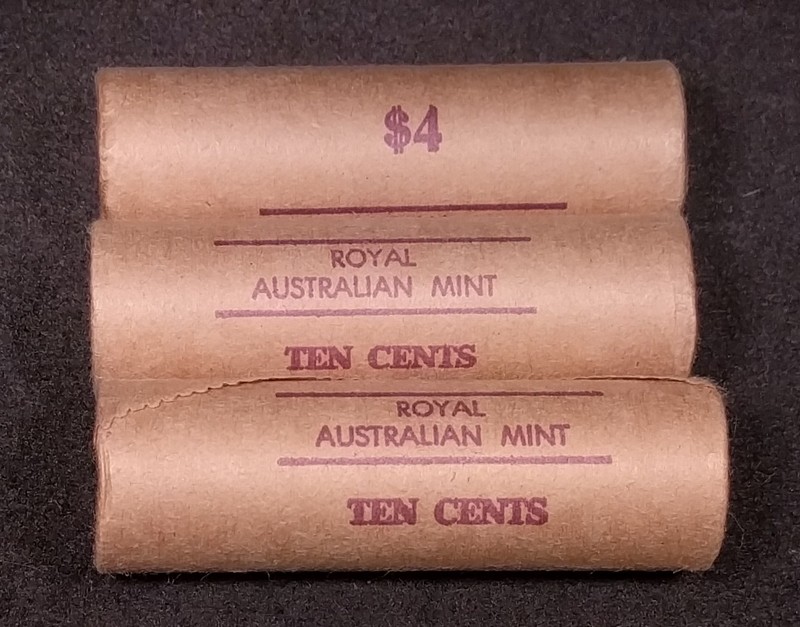 $4
ROYAL
AUSTRALIAN MINT
TEN CENTS
ROYAL
AUSTRALIAN MINT
TEN CENTS